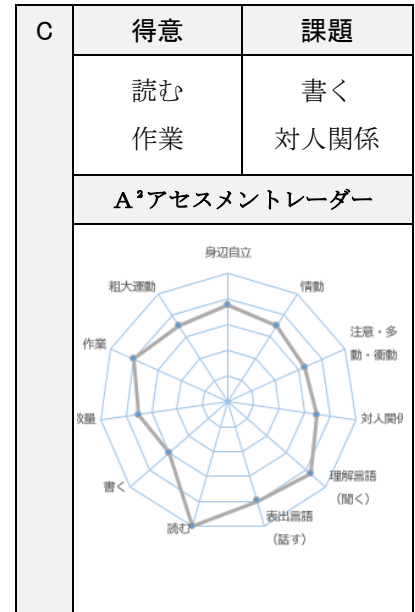 C
得意
課題
読む
書く
作業
対人関係
A²アセスメントレーダー
身辺自立
粗大運動
情動
注意・多
動・衝動
作業
数量
対人関係
書く
理解言語
(聞く)
読む
表出言語
(話す)